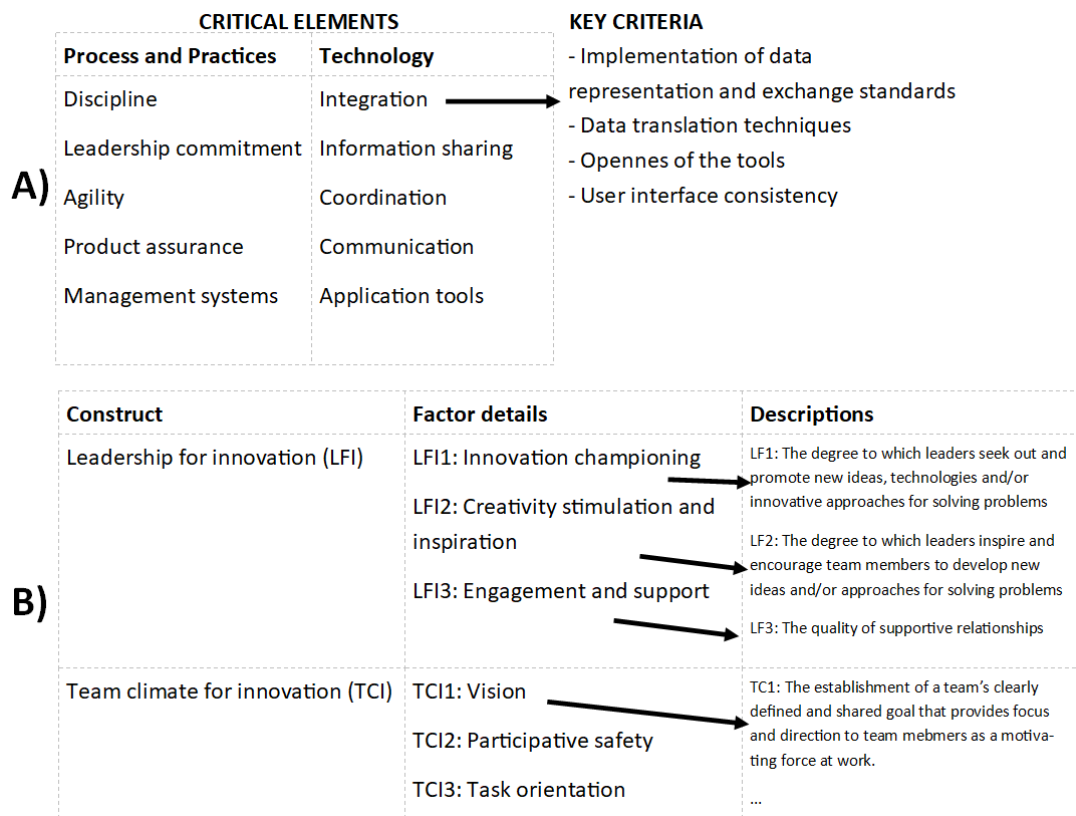 CRITICAL ELEMENTS
KEY CRITERIA
Process and Practices
Technology
- Implementation of data
representation and exchange standards
- Data translation techniques
- Opennes of the tools
- User interface consistency
Discipline
Integration
Leadership commitment
Information sharing
A)
Agility
Coordination
Product assurance
Communication
Management systems
Application tools
B)
Construct
Factor details
Descriptions
Leadership for innovation (LFI)
LFI1: Innovation championing
LFI2: Creativity stimulation and
inspiration
LFI3: Engagement and support
LF1: The degree to which leaders seek out and
promote new ideas, technologies and/or
innovative approaches for solving problems
LF2: The degree to which leaders inspire and
encourage team members to develop new
ideas and/or approaches for solving problems
LF3: The quality of supportive relationships
Team climate for innovation (TCI)
TCI1: Vision
TCI2: Participative safety
TCI3: Task orientation
TC1: The establishment of a team’s clearly
defined and shared goal that provides focus
and direction to team mebmers as a motiva-
ting force at work.
...